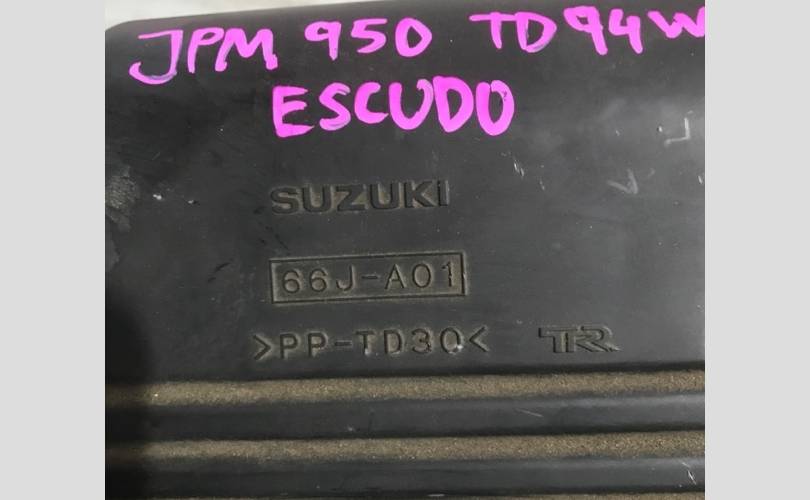 JPM 950 TD94W
ESCUDO
SUZUKI
66J-A01
>PP-TD30<
TR